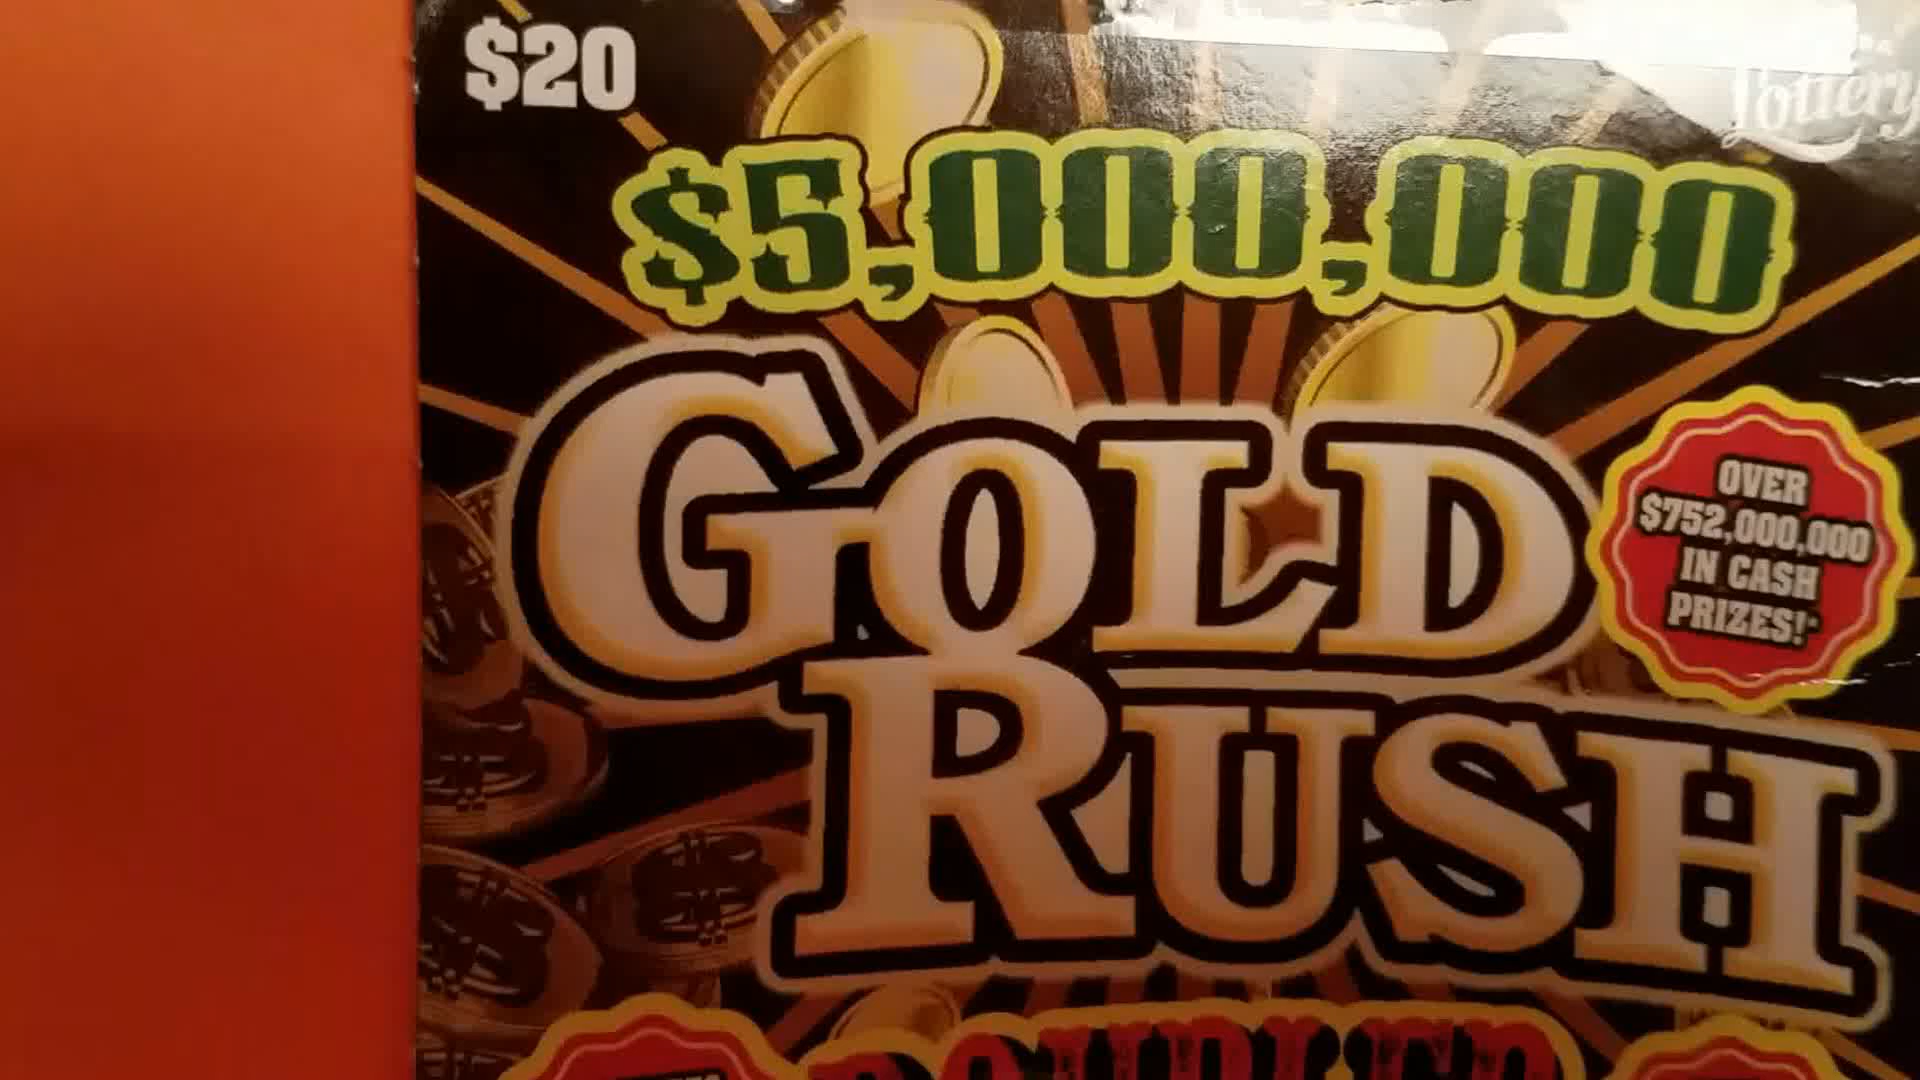 $20
Lottery
$5,000,000
GOLD
RUSH
OVER
$752,000,000
IN CASH
PRIZES!*